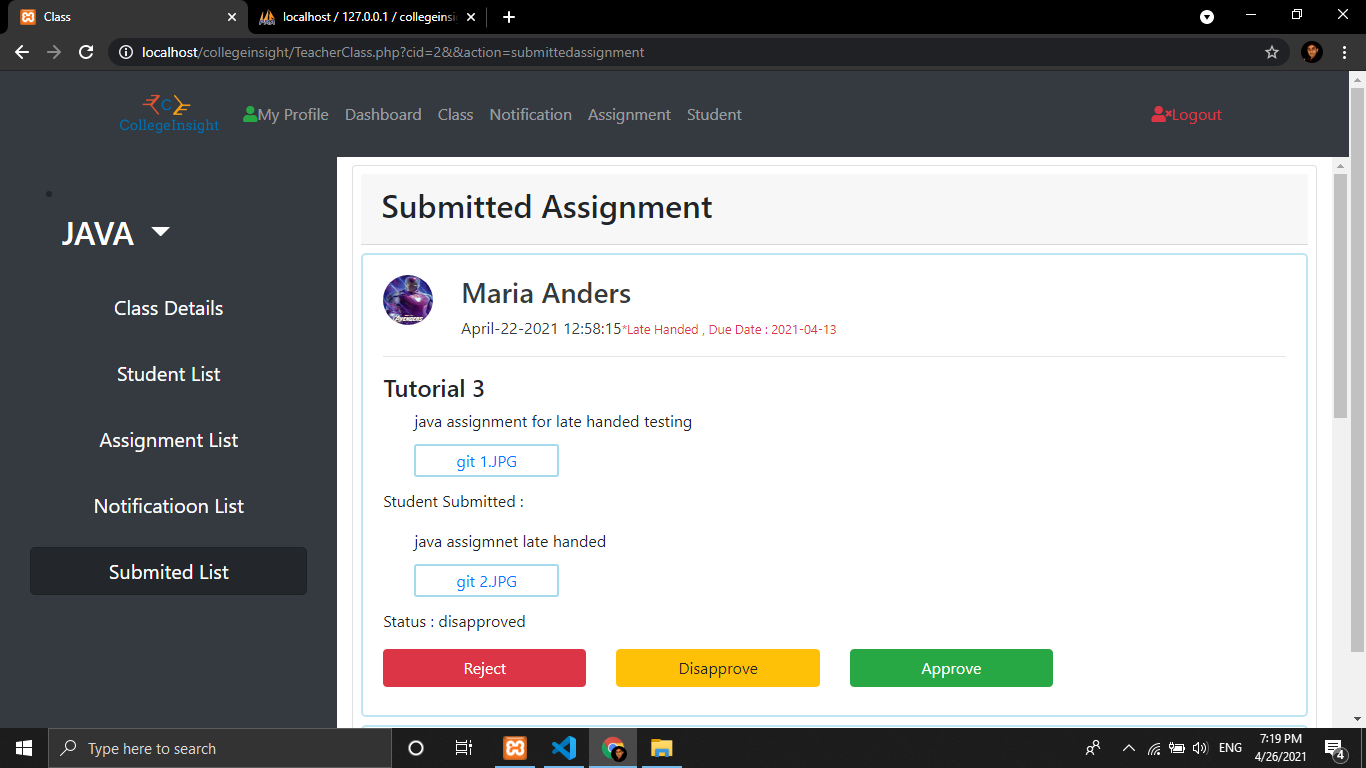 Class
localhost / 127.0.0.1 / collegeinsi
localhost/collegeinsight/TeacherClass.php?cid=2&&action=submittedassignment
C
CollegeInsight
My Profile Dashboard Class Notification Assignment Student Logout
JAVA
Class Details
Student List
Assignment List
Notificatioon List
Submited List
Submitted Assignment
Maria Anders
April-22-2021 12:58:15*Late Handed , Due Date : 2021-04-13
Tutorial 3
java assignment for late handed testing
git 1.JPG
Student Submitted :
java assigmnet late handed
git 2.JPG
Status : disapproved
Reject Disapprove Approve
Type here to search
ENG
7:19 PM
4/26/2021
4